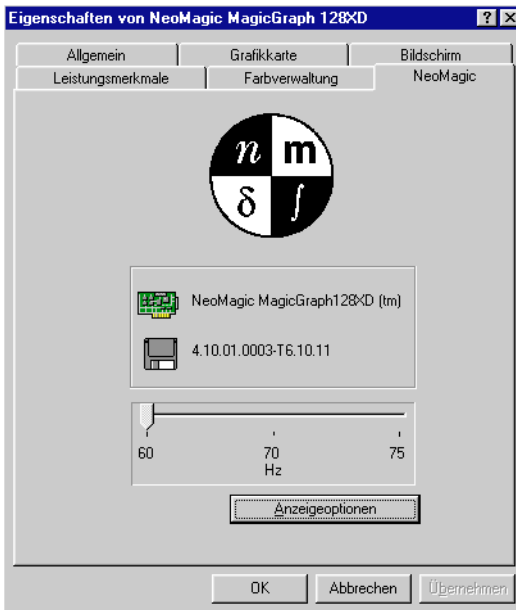 Eigenschaften von NeoMagic MagicGraph 128XD
Allgemein Grafikkarte Bildschirm
Leistungsmerkmale Farbverwaltung NeoMagic
n m
δ ∫
NeoMagic MagicGraph128XD (tm)
4.10.01.0003-T6.10.11
60 70 75
Hz
Anzeigeoptionen
OK Abbrechen Übernehmen